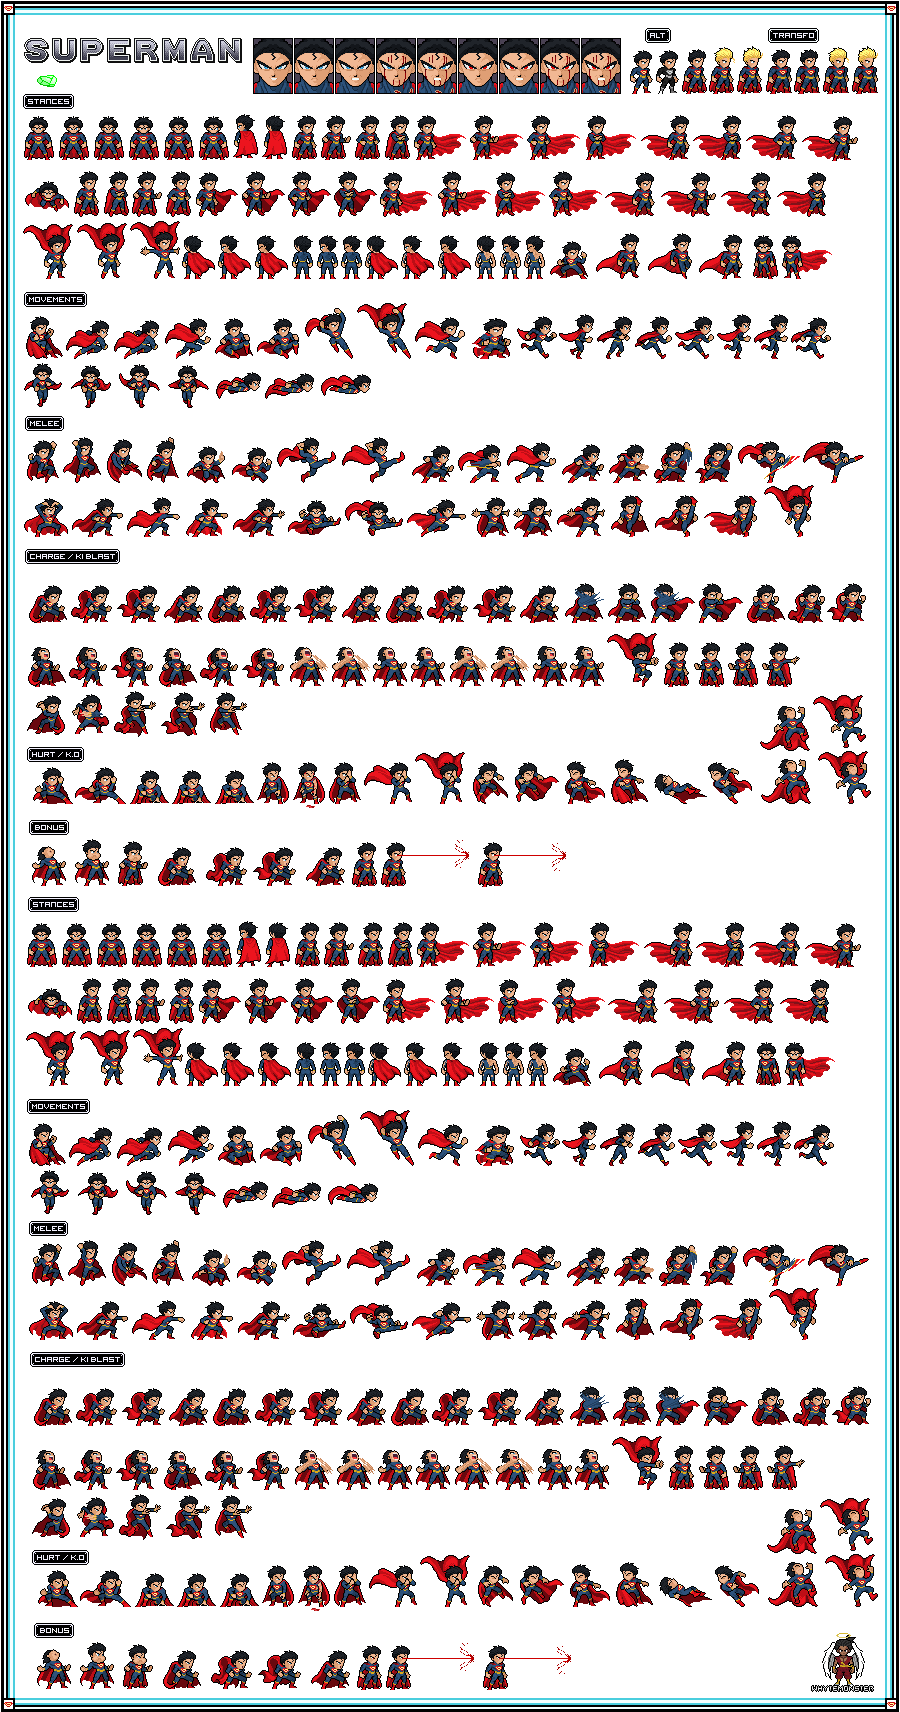 SUPERMAN
ALT
TRANSFO
STANCES
MOVEMENTS
MELEE
CHARGE / KI BLAST
HURT / K.O
BONUS
STANCES
MOVEMENTS
MELEE
CHARGE / KI BLAST
HURT / K.O
BONUS